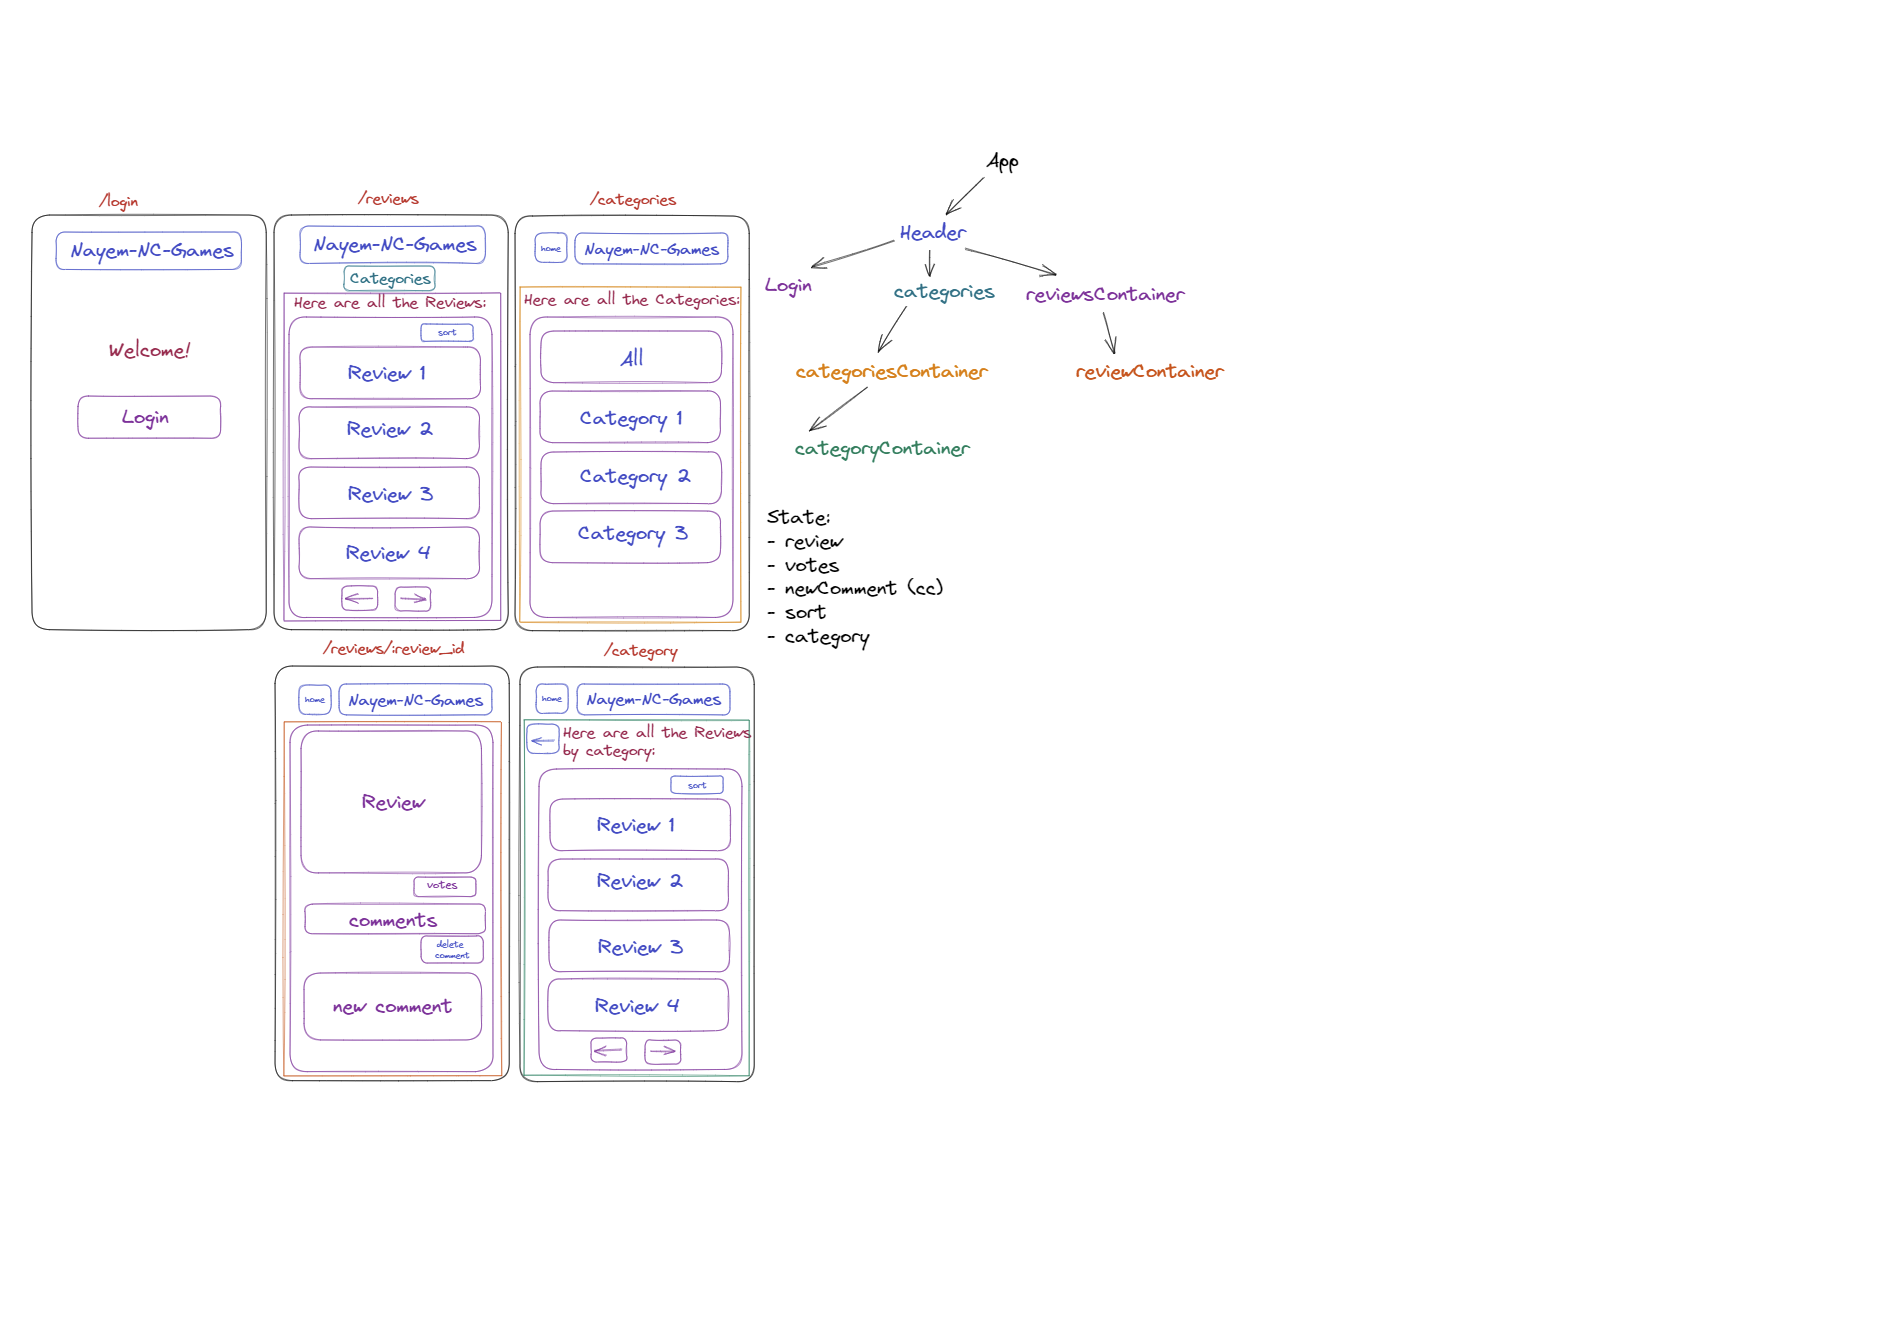 /login
Nayem-NC-Games
Welcome!
Login
/reviews
Nayem-NC-Games
Categories
Here are all the Reviews:
sort
Review 1
Review 2
Review 3
Review 4
/categories
home
Nayem-NC-Games
Here are all the Categories:
All
Category 1
Category 2
Category 3
/reviews/:review_id
home
Nayem-NC-Games
Review
votes
comments
delete
comment
new comment
/category
home
Nayem-NC-Games
Here are all the Reviews
by category:
sort
Review 1
Review 2
Review 3
Review 4
App
Header
Login
categories
reviewsContainer
categoriesContainer
reviewContainer
categoryContainer
State:
- review
- votes
- newComment (cc)
- sort
- category